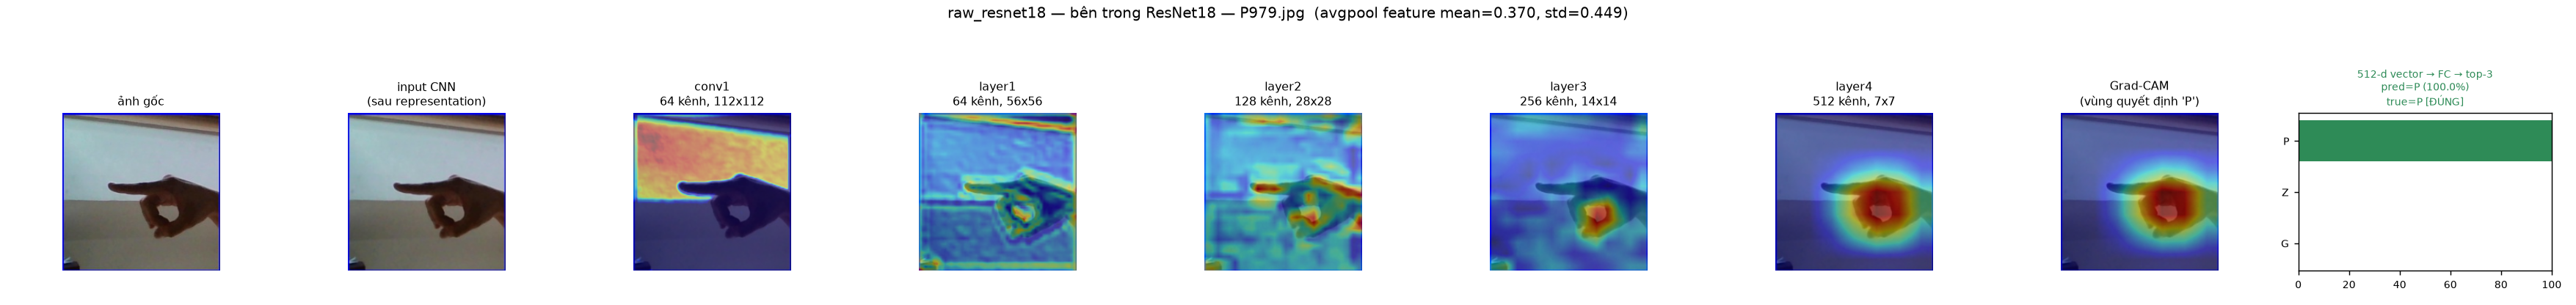 raw_resnet18 — bên trong ResNet18 — P979.jpg  (avgpool feature mean=0.370, std=0.449)
ảnh gốc
input CNN
(sau representation)
conv1
64 kênh, 112x112
layer1
64 kênh, 56x56
layer2
128 kênh, 28x28
layer3
256 kênh, 14x14
layer4
512 kênh, 7x7
Grad-CAM
(vùng quyết định 'P')
512-d vector → FC → top-3
pred=P (100.0%)
true=P [ĐÚNG]
P
Z
G
0 20 40 60 80 100